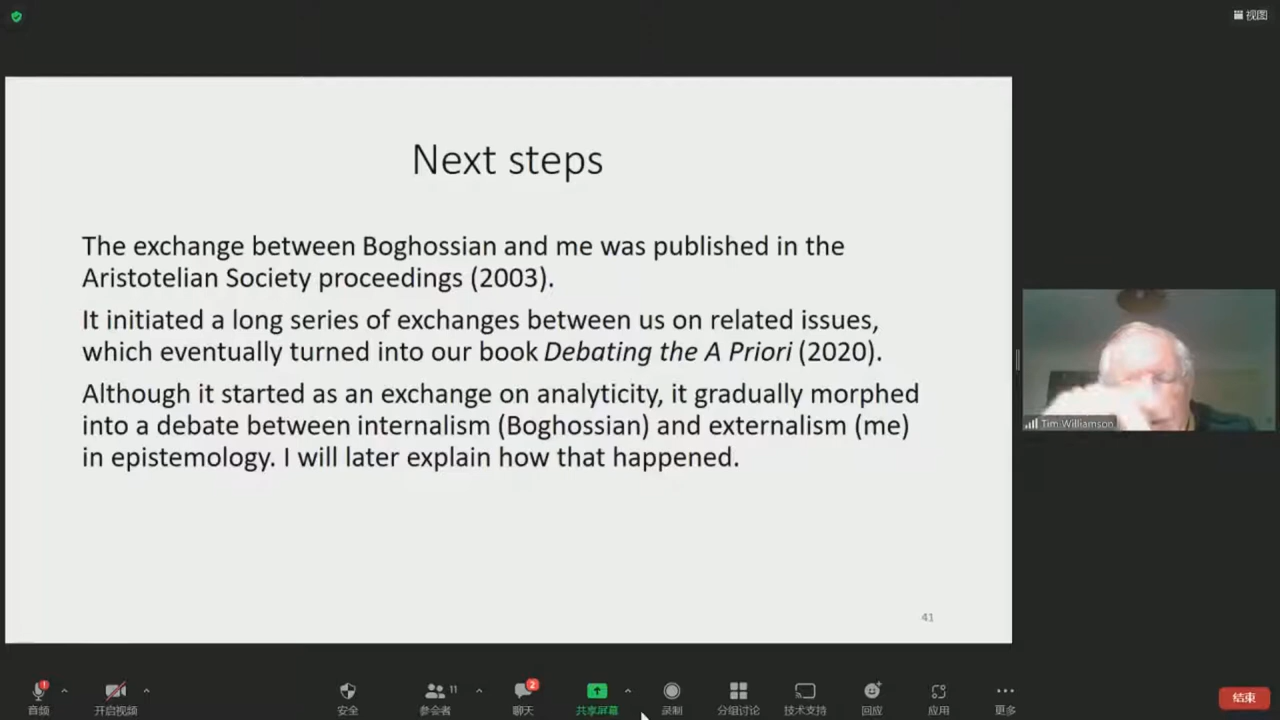 视图
Next steps
The exchange between Boghossian and me was published in the
Aristotelian Society proceedings (2003).
It initiated a long series of exchanges between us on related issues,
which eventually turned into our book Debating the A Priori (2020).
Although it started as an exchange on analyticity, it gradually morphed
into a debate between internalism (Boghossian) and externalism (me)
in epistemology. I will later explain how that happened.
41
Tim Williamson
! 11 2
音频 开启视频 安全 参会者 聊天 共享屏幕 录制 分组讨论 技术支持 回应 应用 更多 结束